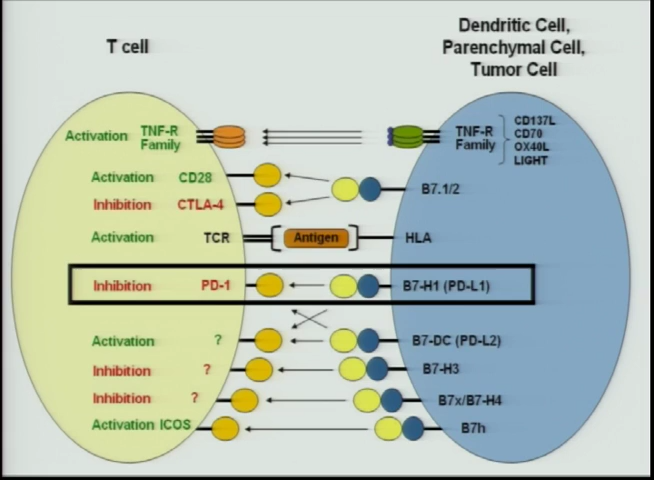 T cell
Dendritic Cell,
Parenchymal Cell,
Tumor Cell
Activation TNF-R
Family
TNF-R
Family
CD137L
CD70
OX40L
LIGHT
Activation CD28
Inhibition CTLA-4
B7.1/2
Activation TCR Antigen HLA
Inhibition PD-1 B7-H1 (PD-L1)
Activation ? B7-DC (PD-L2)
Inhibition ? B7-H3
Inhibition ? B7x/B7-H4
Activation ICOS B7h